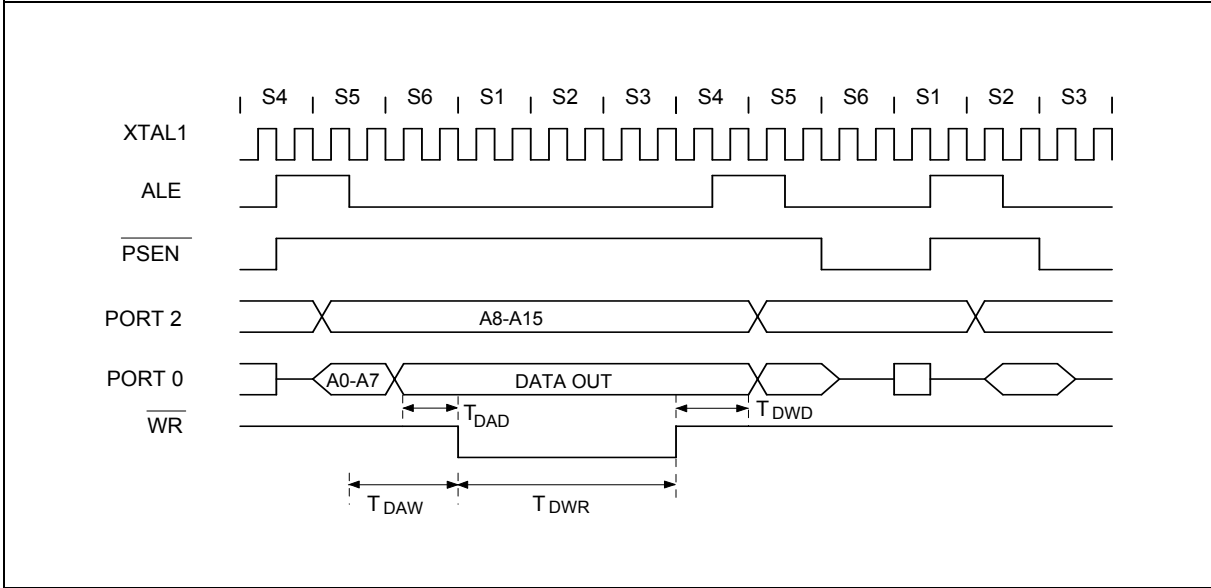 S4 S5 S6 S1 S2 S3 S4 S5 S6 S1 S2 S3
XTAL1
ALE
PSEN
PORT 2 A8-A15
PORT 0 A0-A7 DATA OUT
WR TDAD TDWD
TDAW TDWR